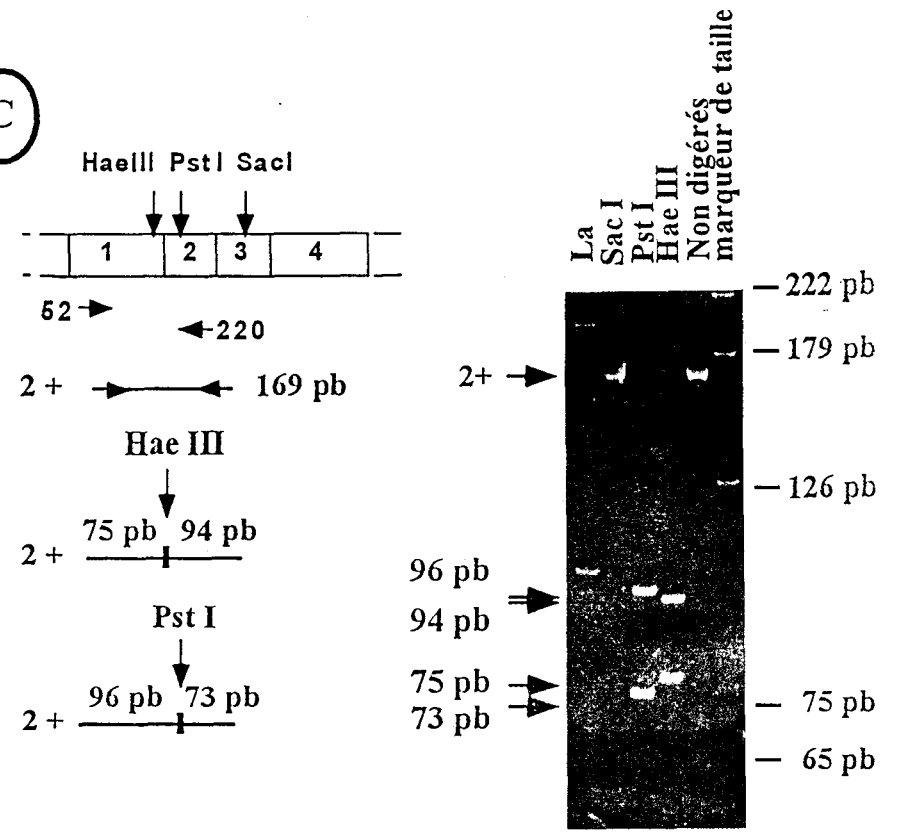 C
HaeIII PstI SacI
1 2 3 4
52
220
2 + 169 pb
Hae III
75 pb 94 pb
2 +
Pst I
96 pb 73 pb
2 +
La
Sac I
Pst I
Hae III
Non digérés
marqueur de taille
222 pb
179 pb
2+
126 pb
96 pb
94 pb
75 pb
73 pb
75 pb
65 pb